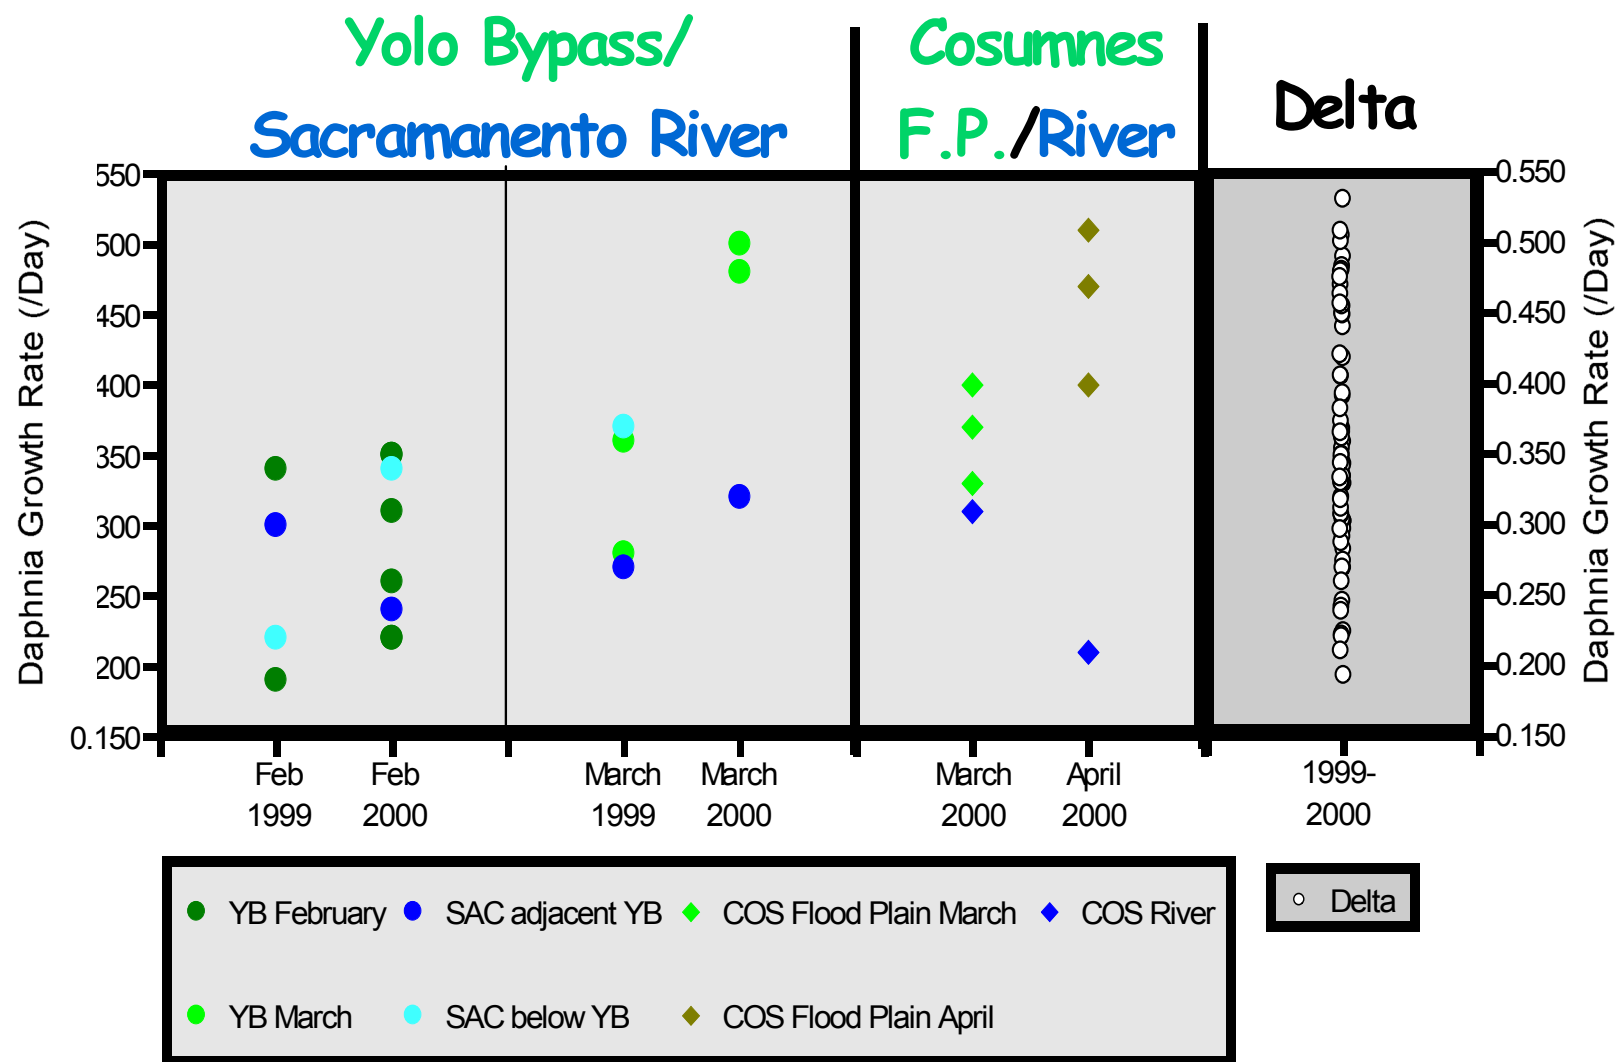 Yolo Bypass/
Sacramanento River
Cosumnes
F.P./River
Delta
550
500
450
400
350
300
250
200
0.150
Daphnia Growth Rate (/Day)
0.550
0.500
0.450
0.400
0.350
0.300
0.250
0.200
0.150
Daphnia Growth Rate (/Day)
Feb
1999
Feb
2000
March
1999
March
2000
March
2000
April
2000
1999-
2000
YB February
SAC adjacent YB
COS Flood Plain March
COS River
YB March
SAC below YB
COS Flood Plain April
Delta